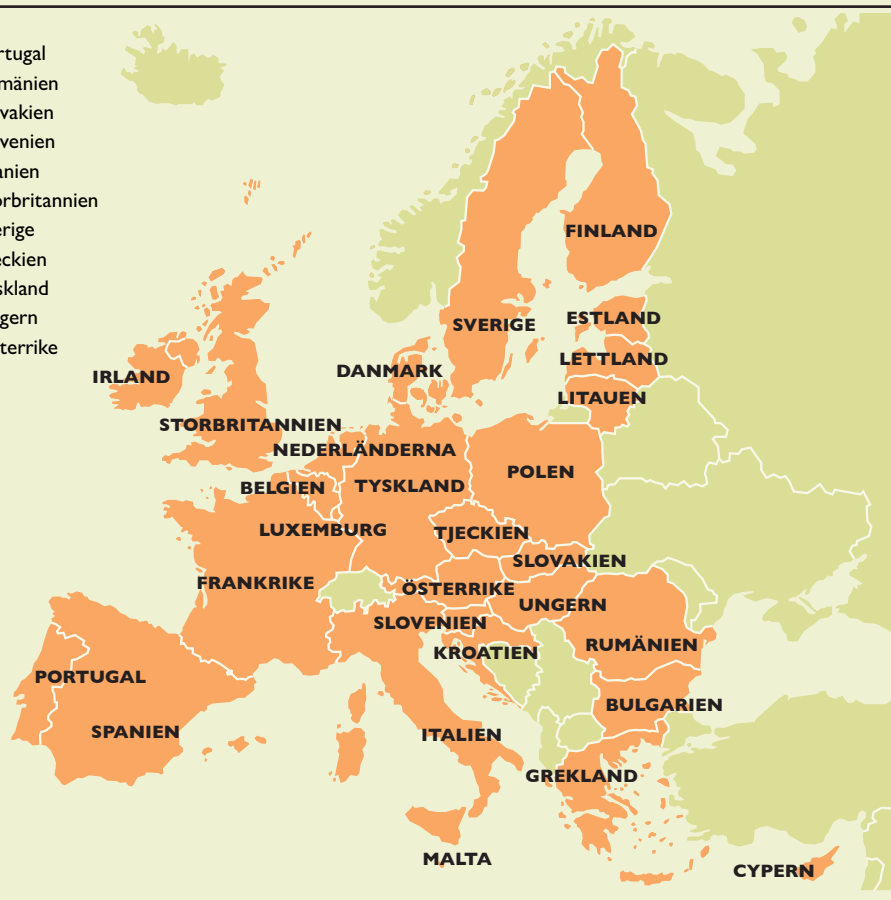 rtugal
mänien
vakien
venien
anien
orbritannien
erige
eckien
skland
gern
terrike
FINLAND
SVERIGE
ESTLAND
LETTLAND
DANMARK
IRLAND
LITAUEN
STORBRITANNIEN
NEDERLÄNDERNA
POLEN
BELGIEN
TYSKLAND
LUXEMBURG
TJECKIEN
SLOVAKIEN
FRANKRIKE
ÖSTERRIKE
UNGERN
SLOVENIEN
RUMÄNIEN
KROATIEN
PORTUGAL
BULGARIEN
SPANIEN
ITALIEN
GREKLAND
MALTA
CYPERN